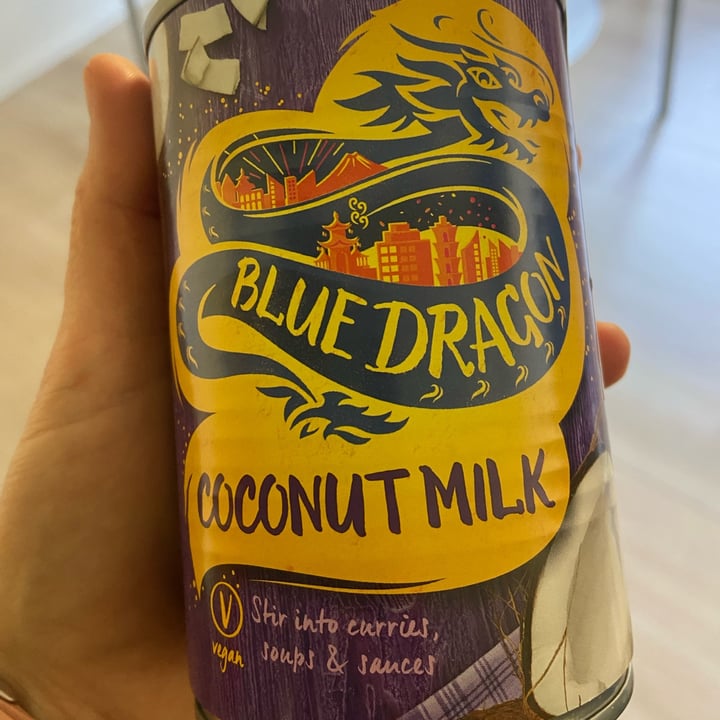 BLUE DRAGON
COCONUT MILK
V
vegan
Stir into curries,
soups & sauces